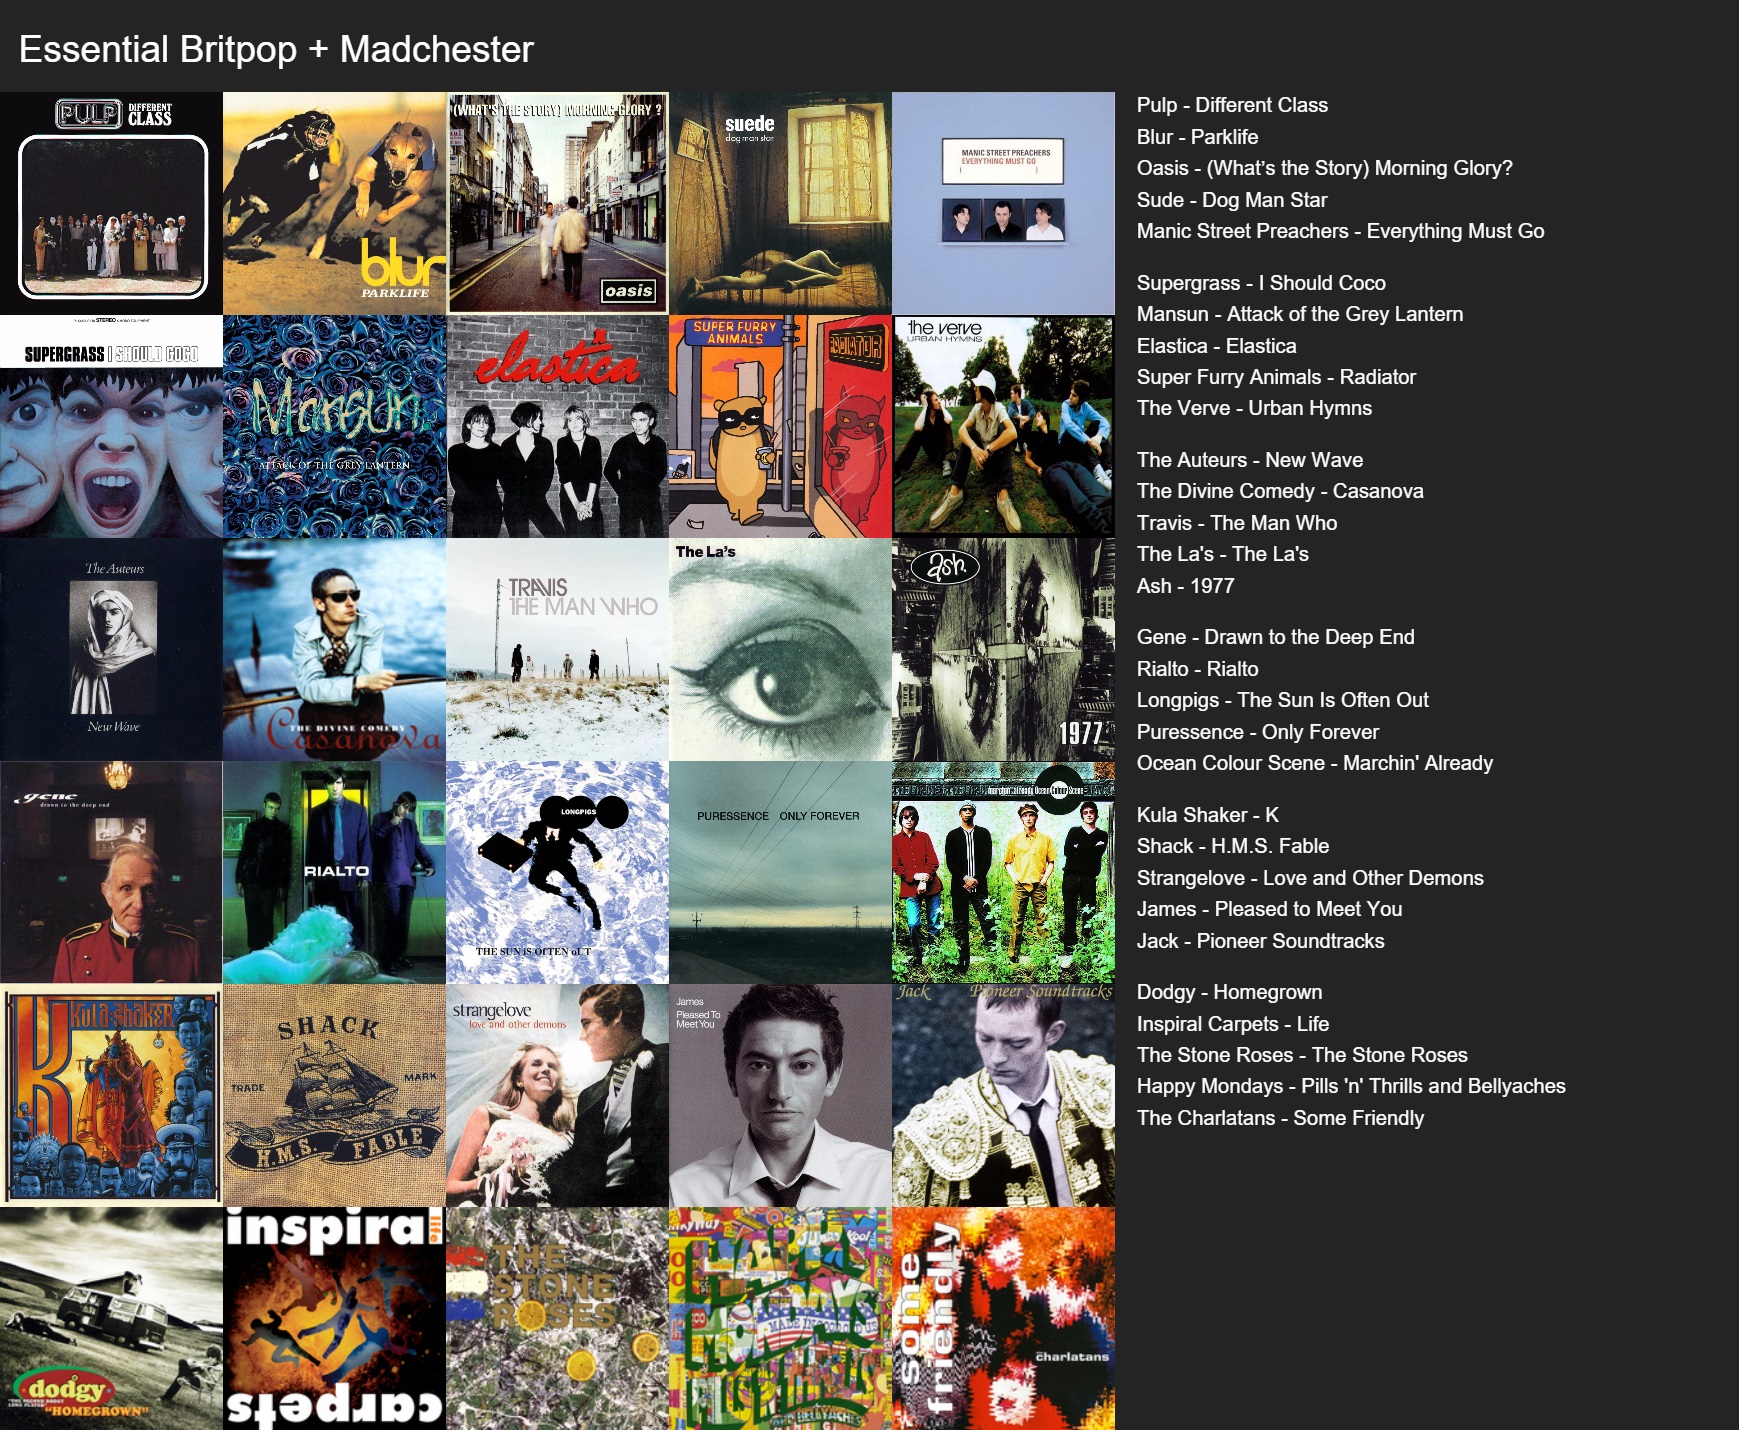 Essential Britpop + Madchester
PULP DIFFERENT CLASS
blur
PARKLIFE
(WHAT'S THE STORY) MORNING GLORY ?
oasis
suede
dog man star
MANIC STREET PREACHERS
EVERYTHING MUST GO
SUPERGRASS I SHOULD COCO
Mansun
ATTACK OF THE GREY LANTERN
elastica
SUPER FURRY ANIMALS
RADIATOR
the verve
URBAN HYMNS
The Auteurs
New Wave
THE DIVINE COMEDY
Casanova
TRAVIS
THE MAN WHO
The La's
ash
1977
gene
drawn to the deep end
RIALTO
LONGPIGS
THE SUN iS OfTEN oUT
PURESSENCE ONLY FOREVER
Marchin' Already Ocean Colour Scene
K
KULA SHAKER
SHACK
TRADE MARK
H.M.S. FABLE
strangelove
love and other demons
James
Pleased To
Meet You
Jack Pioneer Soundtracks
dodgy
"HOMEGROWN"
inspiral
life
carpets
THE
STONE
ROSES
MADE IN
BELLYACHES
some
friendly
charlatans
Pulp - Different Class
Blur - Parklife
Oasis - (What's the Story) Morning Glory?
Sude - Dog Man Star
Manic Street Preachers - Everything Must Go
Supergrass - I Should Coco
Mansun - Attack of the Grey Lantern
Elastica - Elastica
Super Furry Animals - Radiator
The Verve - Urban Hymns
The Auteurs - New Wave
The Divine Comedy - Casanova
Travis - The Man Who
The La's - The La's
Ash - 1977
Gene - Drawn to the Deep End
Rialto - Rialto
Longpigs - The Sun Is Often Out
Puressence - Only Forever
Ocean Colour Scene - Marchin' Already
Kula Shaker - K
Shack - H.M.S. Fable
Strangelove - Love and Other Demons
James - Pleased to Meet You
Jack - Pioneer Soundtracks
Dodgy - Homegrown
Inspiral Carpets - Life
The Stone Roses - The Stone Roses
Happy Mondays - Pills 'n' Thrills and Bellyaches
The Charlatans - Some Friendly